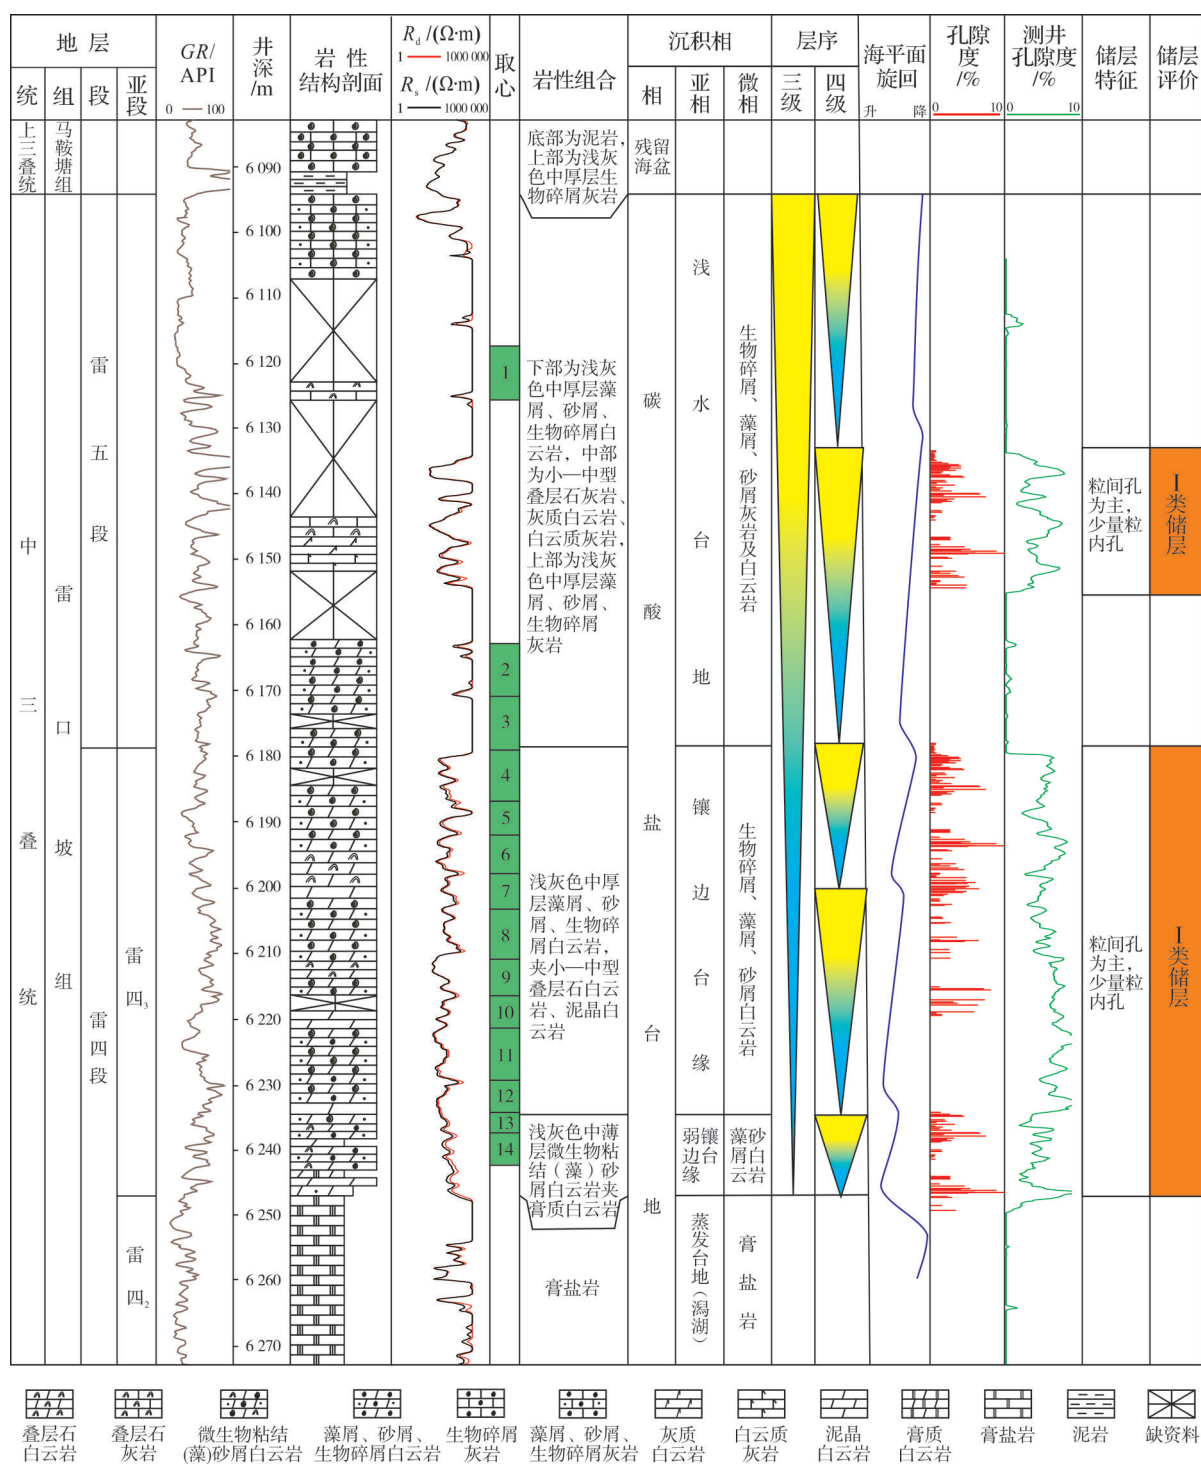 地 层
统
组
段
亚段
GR/
API
0 100
井深/m
岩 性
结构剖面
Rd /(Ω·m)
1 1000 000
Rs /(Ω·m)
1 1000 000
取心
岩性组合
沉积相
相
亚相
微相
层序
三级
四级
海平面
旋回
升 降
孔隙度
/%
0 10
测井
孔隙度
/%
0 10
储层
特征
储层
评价
上三叠统
马鞍塘组
中三叠统
雷口坡组
雷五段
雷四段
雷四3
雷四2
6 090
6 100
6 110
6 120
6 130
6 140
6 150
6 160
6 170
6 180
6 190
6 200
6 210
6 220
6 230
6 240
6 250
6 260
6 270
1
2
3
4
5
6
7
8
9
10
11
12
13
14
底部为泥岩，
上部为浅灰
色中厚层生
物碎屑灰岩
下部为浅灰
色中厚层藻
屑、砂屑、
生物碎屑白
云岩，中部
为小—中型
叠层石灰岩、
灰质白云岩、
白云质灰岩，
上部为浅灰
色中厚层藻
屑、砂屑、
生物碎屑
灰岩
浅灰色中厚
层藻屑、砂
屑、生物碎
屑白云岩，
夹小—中型
叠层石白云
岩、泥晶白
云岩
浅灰色中薄
层微生物粘
结（藻）砂
屑白云岩夹
膏质白云岩
膏盐岩
残留
海盆
碳酸盐台地
浅水台地
镶边台缘
弱镶
边台
缘
蒸发台地(潟湖)
生物碎屑、藻屑、砂屑灰岩及白云岩
生物碎屑、藻屑、砂屑白云岩
藻砂
屑白
云岩
膏盐岩
粒间孔
为主，
少量粒
内孔
Ⅰ类储层
粒间孔
为主，
少量粒
内孔
Ⅰ类储层
叠层石
白云岩
叠层石
灰岩
微生物粘结
(藻)砂屑白云岩
藻屑、砂屑、
生物碎屑白云岩
生物碎屑
灰岩
藻屑、砂屑、
生物碎屑灰岩
灰质
白云岩
白云质
灰岩
泥晶
白云岩
膏质
白云岩
膏盐岩
泥岩
缺资料